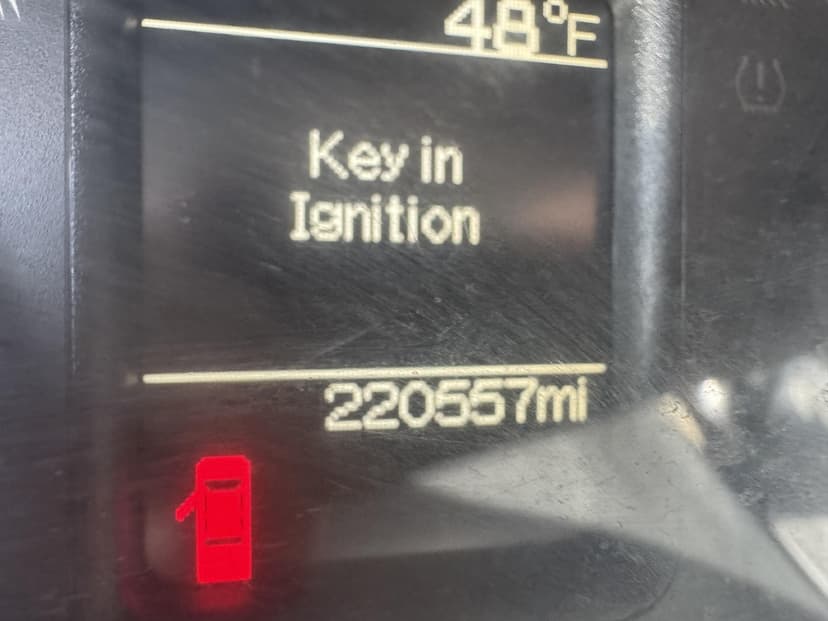 48°F
Key in
Ignition
220557mi